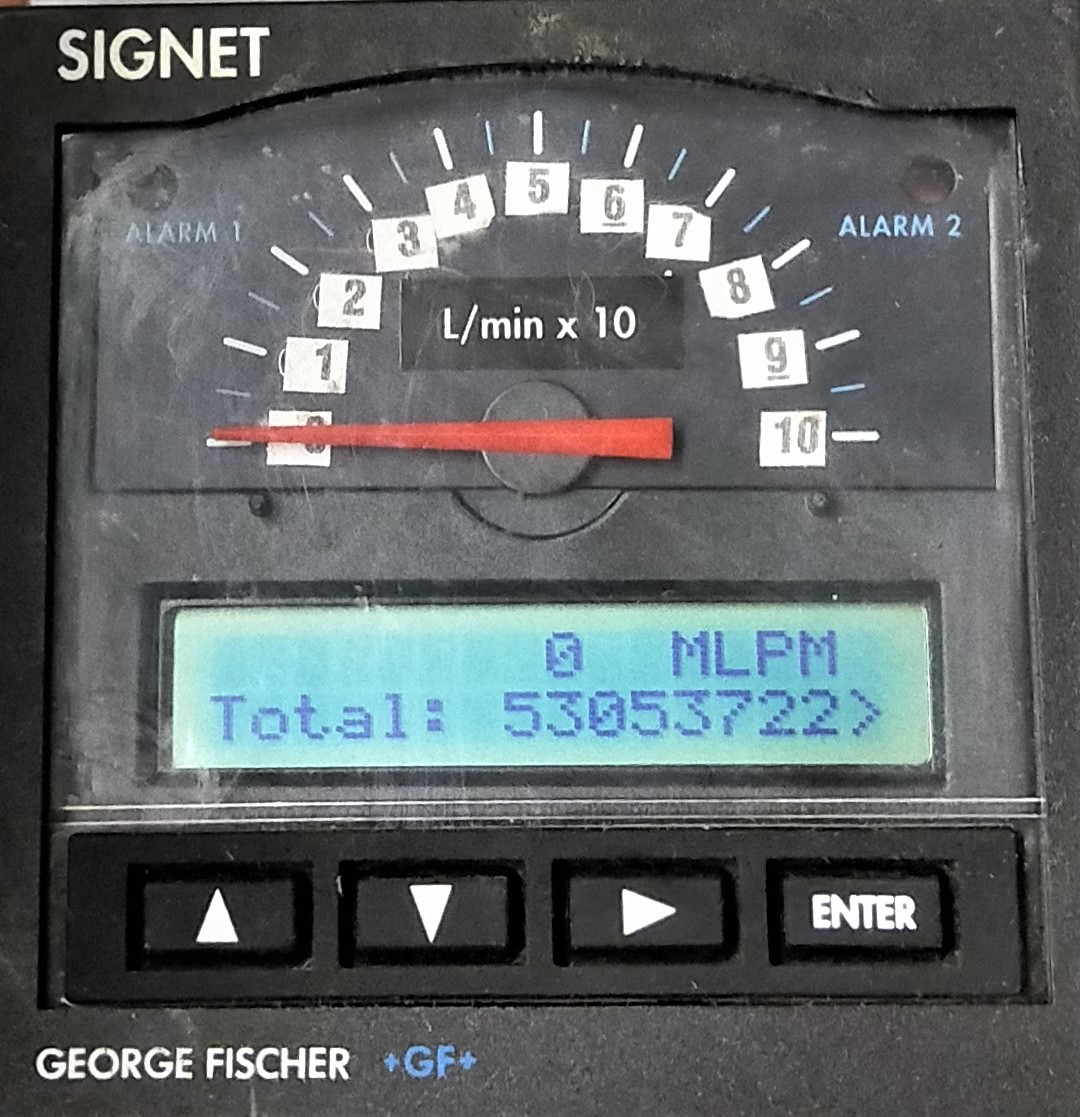 SIGNET
ALARM 1
0 1 2 3 4 5 6 7 8 9 10
ALARM 2
L/min x 10
0 MLPM
Total: 53053722>
ENTER
GEORGE FISCHER +GF+